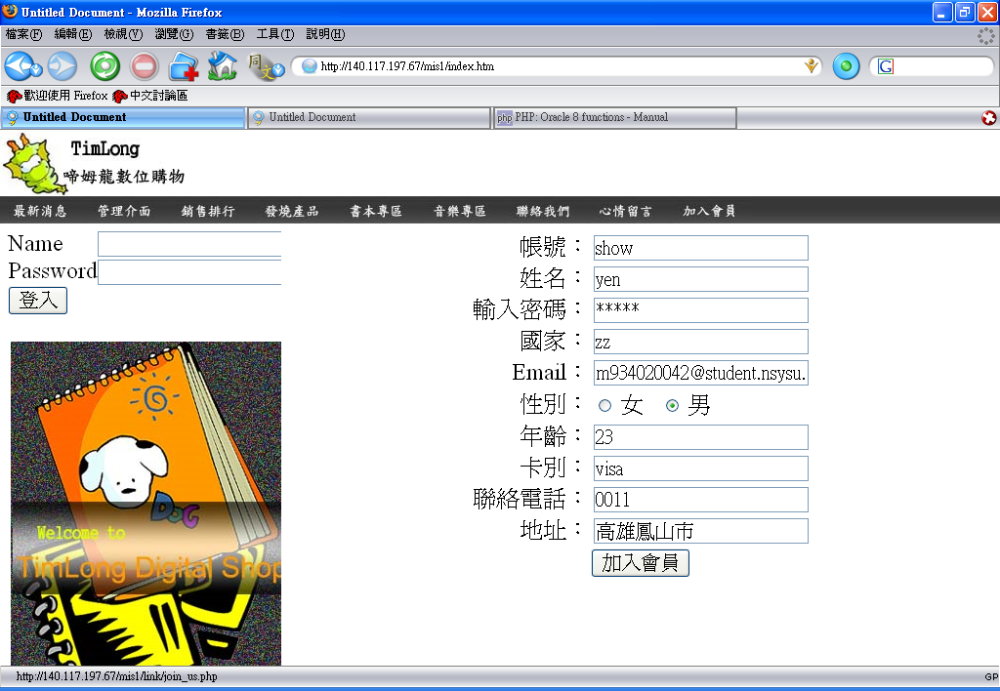 Untitled Document - Mozilla Firefox
檔案(F) 編輯(E) 檢視(V) 瀏覽(G) 書籤(B) 工具(T) 說明(H)
http://140.117.197.67/mis1/index.htm
G
歡迎使用 Firefox 中文討論區
Untitled Document Untitled Document php PHP: Oracle 8 functions - Manual
TimLong
啼姆龍數位購物
最新消息 管理介面 銷售排行 發燒產品 書本專區 音樂專區 聯絡我們 心情留言 加入會員
Name
Password
登入
帳號： show
姓名： yen
輸入密碼： *****
國家： zz
Email： m934020042@student.nsysu.
性別： 女 男
年齡： 23
卡別： visa
聯絡電話： 0011
地址： 高雄鳳山市
加入會員
DOG
Welcome to
TimLong Digital Shop
http://140.117.197.67/mis1/link/join_us.php
GP